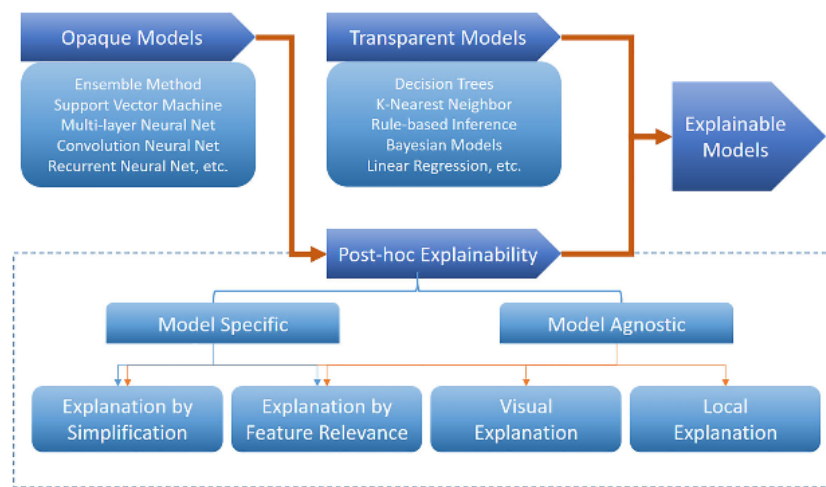 Opaque Models
Ensemble Method
Support Vector Machine
Multi-layer Neural Net
Convolution Neural Net
Recurrent Neural Net, etc.
Transparent Models
Decision Trees
K-Nearest Neighbor
Rule-based Inference
Bayesian Models
Linear Regression, etc.
Explainable
Models
Post-hoc Explainability
Model Specific
Model Agnostic
Explanation by
Simplification
Explanation by
Feature Relevance
Visual
Explanation
Local
Explanation